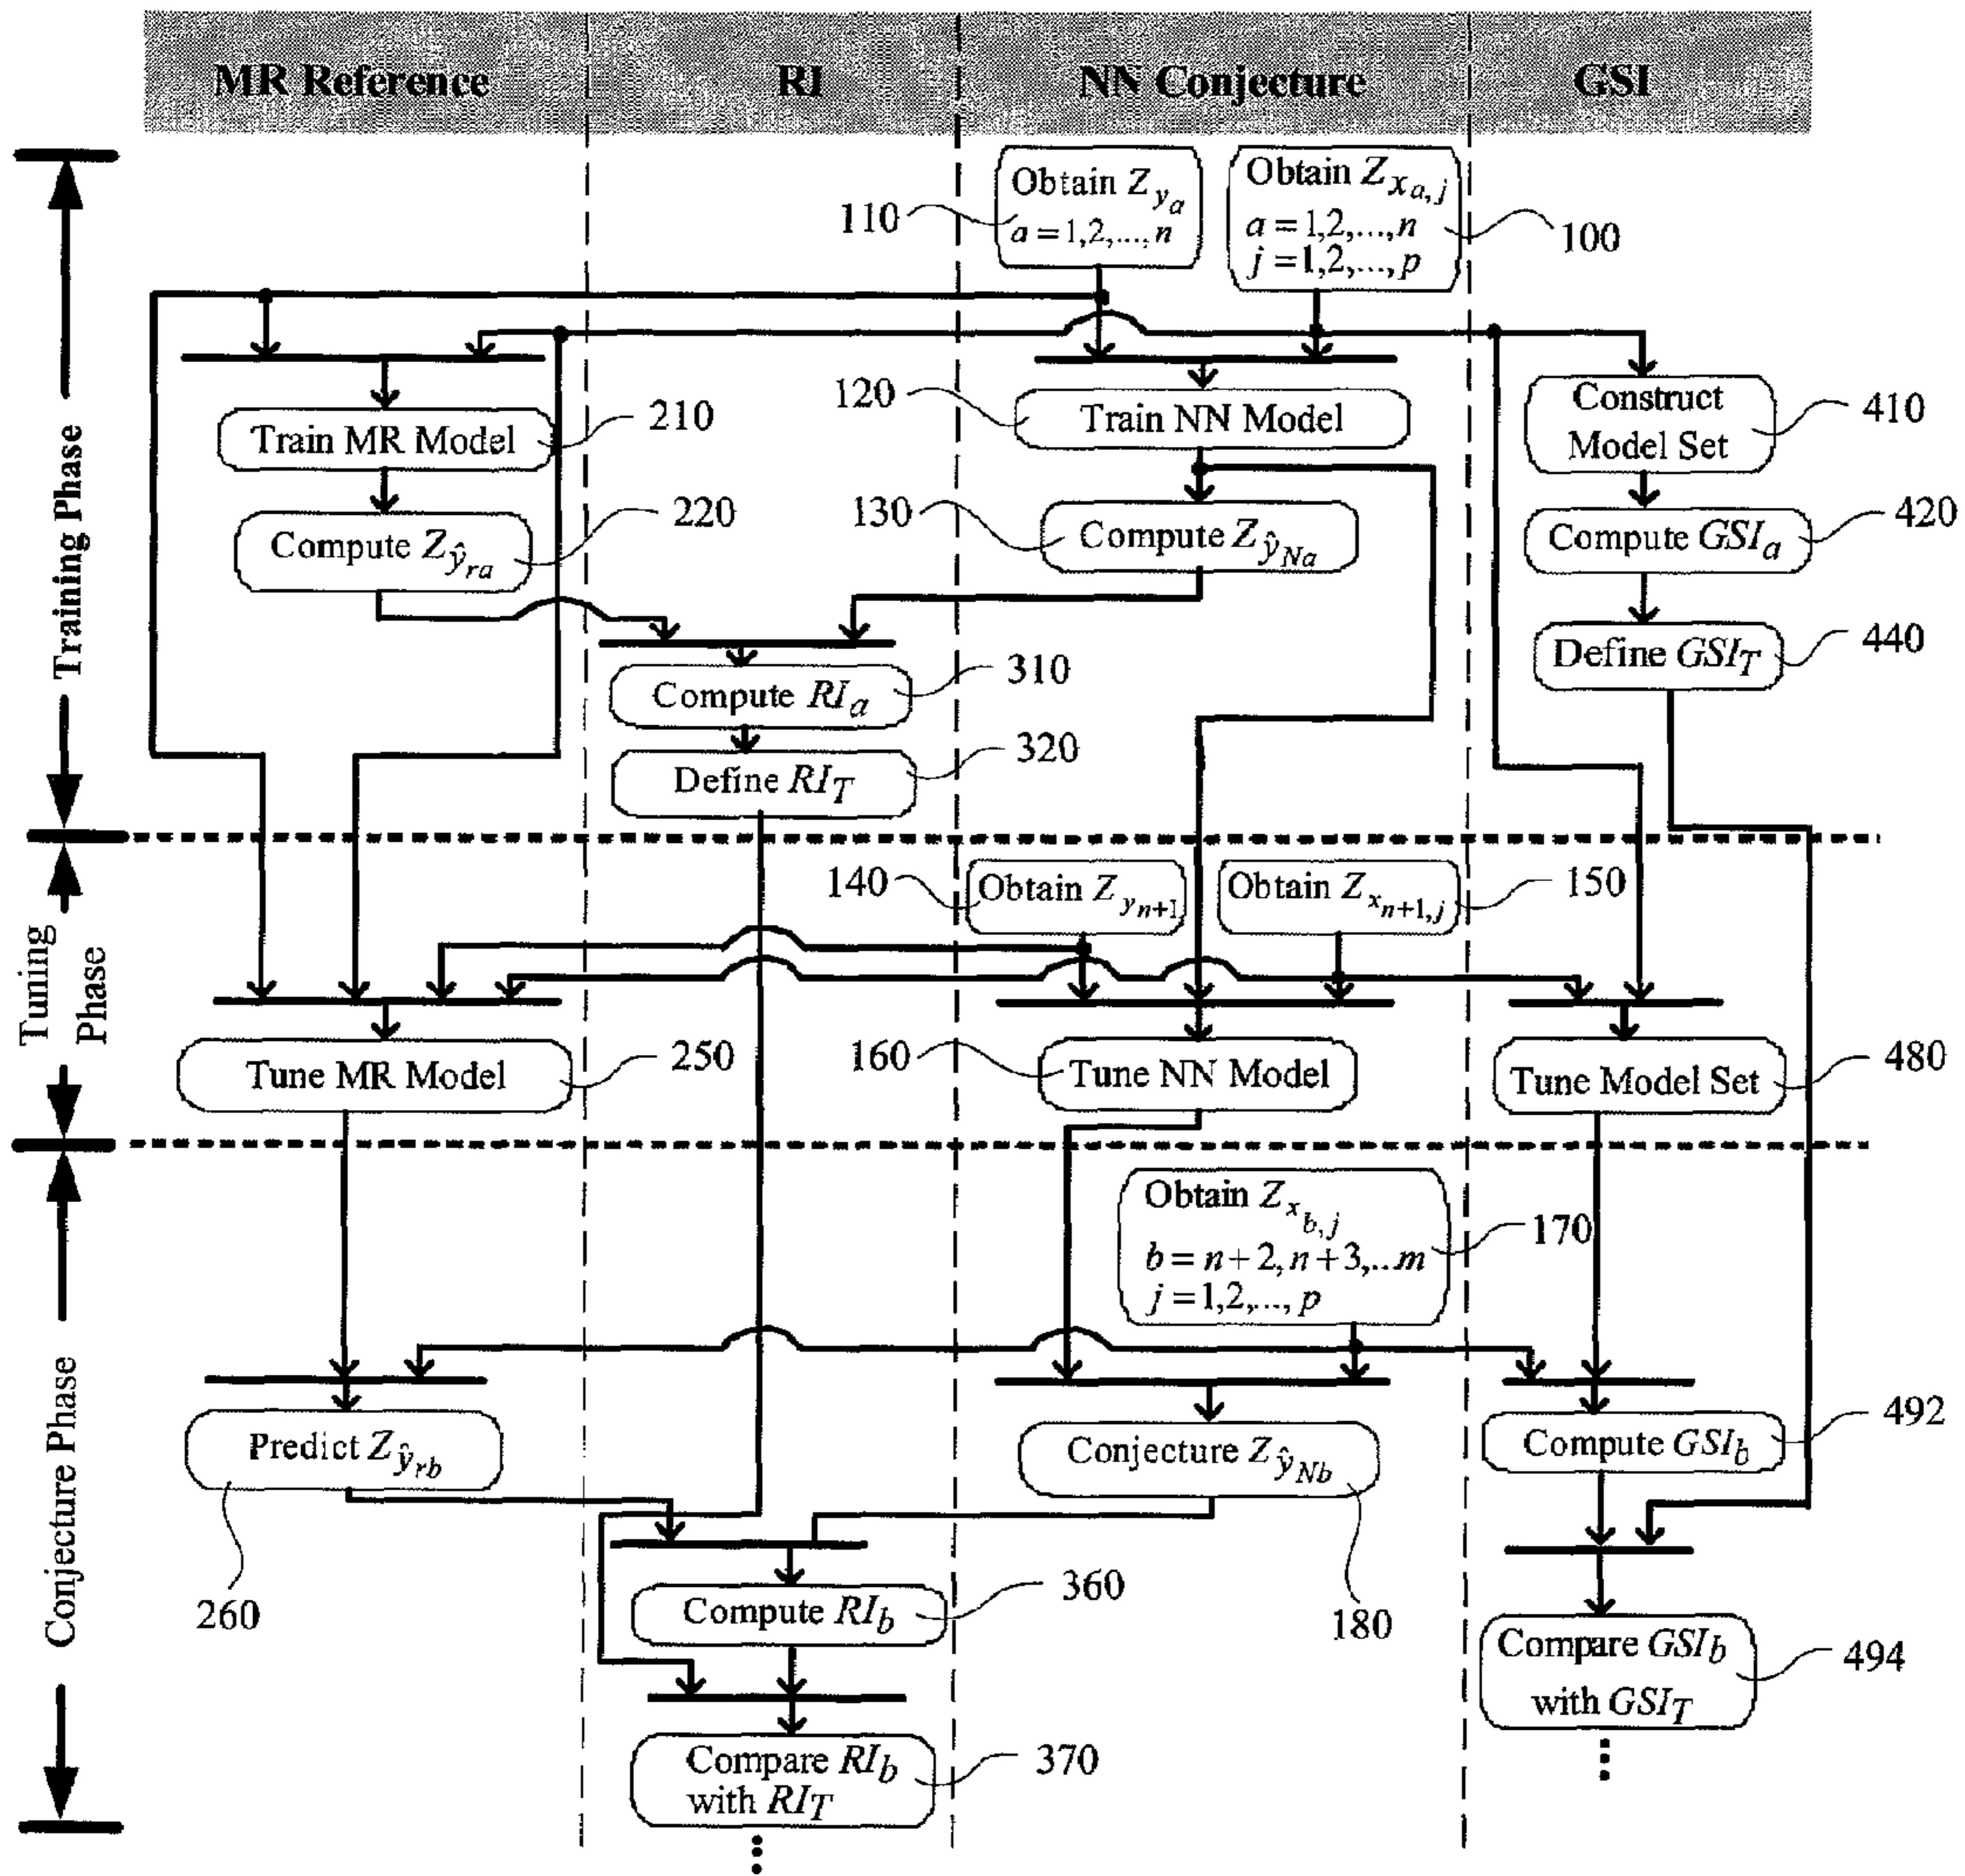 MR Reference
RI
NN Conjecture
GSI
Training Phase
Obtain Z_{y_a}
a = 1,2,...,n
110
Obtain Z_{x_{a,j}}
a = 1,2,...,n
j = 1,2,...,p
100
Train MR Model
210
120
Train NN Model
Construct
Model Set
410
Compute Z_{ŷ_{ra}}
220
130
Compute Z_{ŷ_{Na}}
Compute GSI_a
420
Compute RI_a
310
Define GSI_T
440
Define RI_T
320
Tuning
Phase
140
Obtain Z_{y_{n+1}}
Obtain Z_{x_{n+1,j}}
150
Tune MR Model
250
160
Tune NN Model
Tune Model Set
480
Conjecture Phase
Obtain Z_{x_{b,j}}
b = n+2, n+3,...m
j = 1,2,..., p
170
Predict Z_{ŷ_{rb}}
260
Conjecture Z_{ŷ_{Nb}}
180
Compute GSI_b
492
Compute RI_b
360
Compare GSI_b
with GSI_T
494
Compare RI_b
with RI_T
370